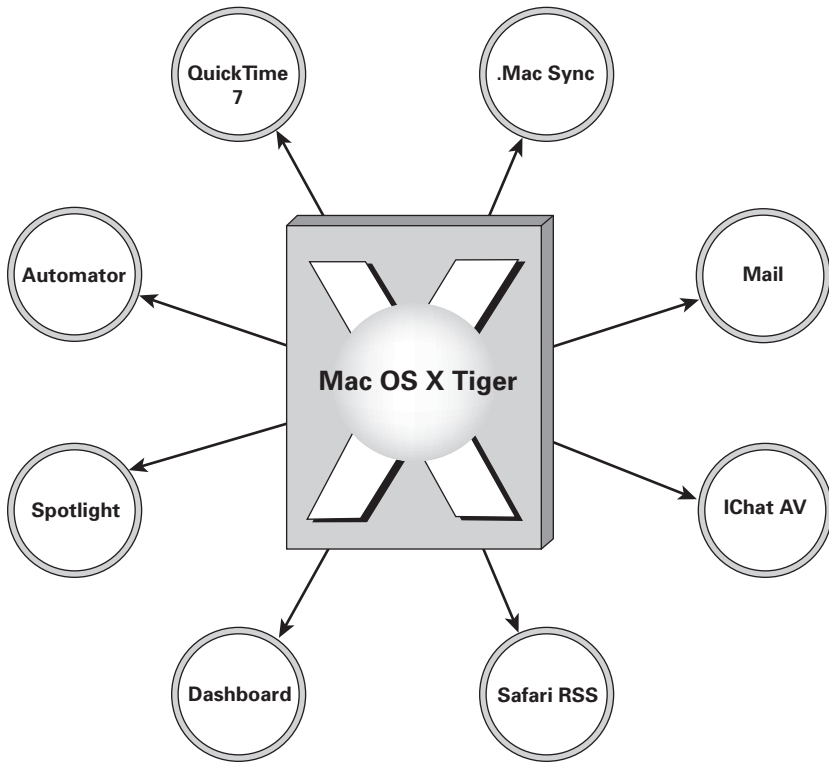 QuickTime
7
.Mac Sync
Automator
Mail
Mac OS X Tiger
Spotlight
IChat AV
Dashboard
Safari RSS